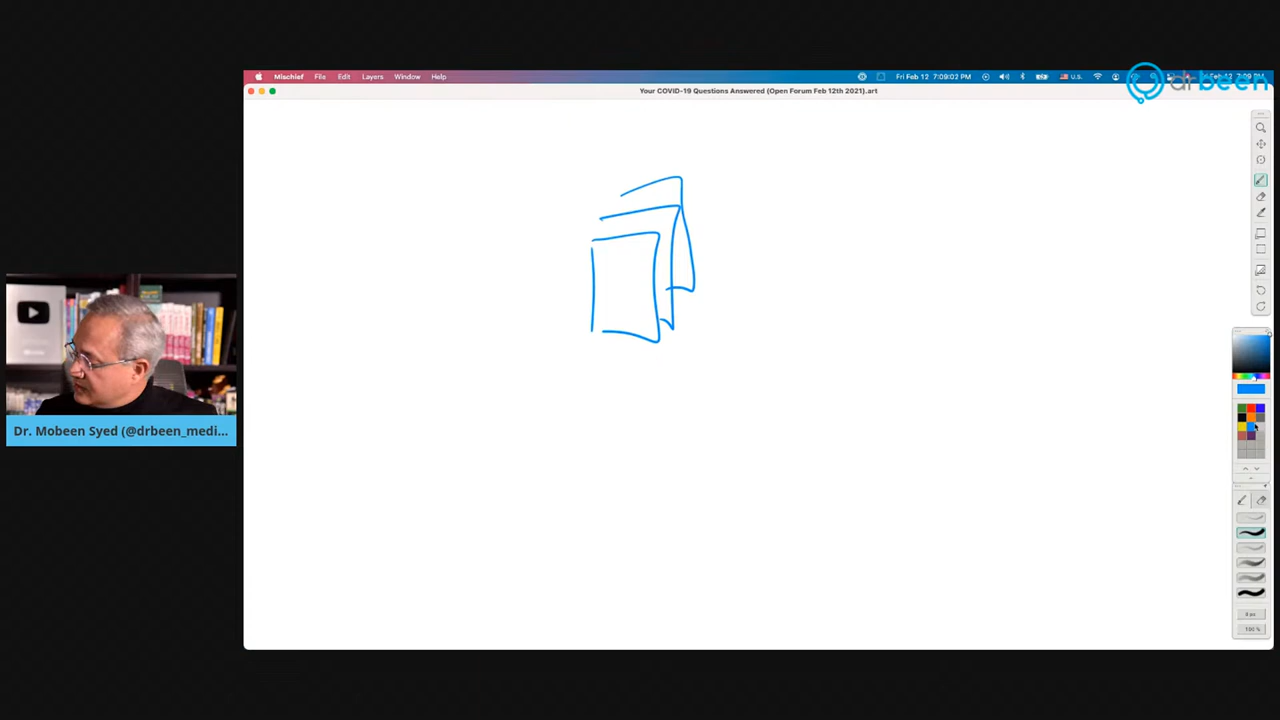 Mischief File Edit Layers Window Help
Fri Feb 12 7:09:02 PM
U.S.
Your COVID-19 Questions Answered (Open Forum Feb 12th 2021).art
drbeen
Dr. Mobeen Syed (@drbeen_medi...